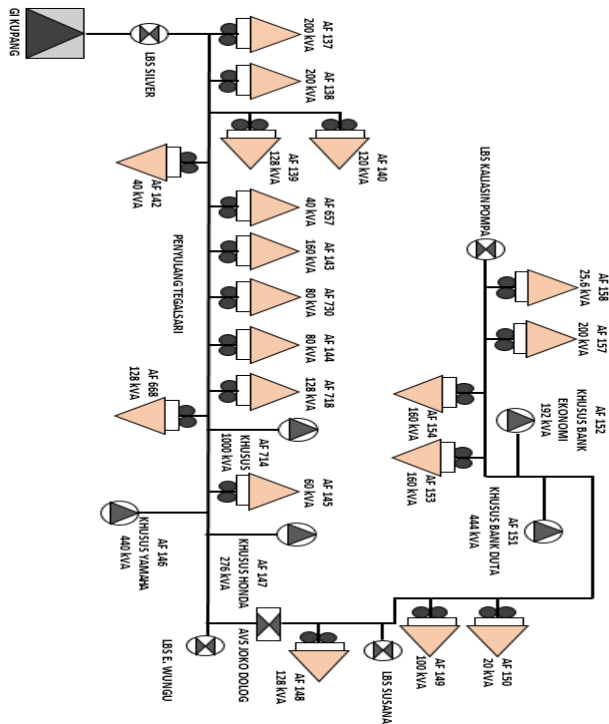 GI KUPANG
LBS SILVER
AF 137
200 kVA
AF 138
200 kVA
AF 139
128 kVA
AF 140
120 kVA
AF 142
40 kVA
PENYULANG TEGALSARI
AF 657
40 kVA
AF 143
160 kVA
AF 730
80 kVA
AF 144
80 kVA
AF 718
128 kVA
AF 668
128 kVA
AF 714
KHUSUS
1000 kVA
AF 145
60 kVA
AF 146
KHUSUS YAMAHA
440 kVA
AF 147
KHUSUS HONDA
276 kVA
LBS E. WUNGU
AVS JOKO DOLOG
AF 148
128 kVA
LBS SUSANA
AF 149
100 kVA
AF 150
20 kVA
AF 151
KHUSUS BANK DUTA
444 kVA
AF 152
KHUSUS BANK
EKONOMI
192 kVA
AF 153
160 kVA
AF 154
160 kVA
AF 157
200 kVA
AF 158
25.6 kVA
LBS KALIASIN POMPA